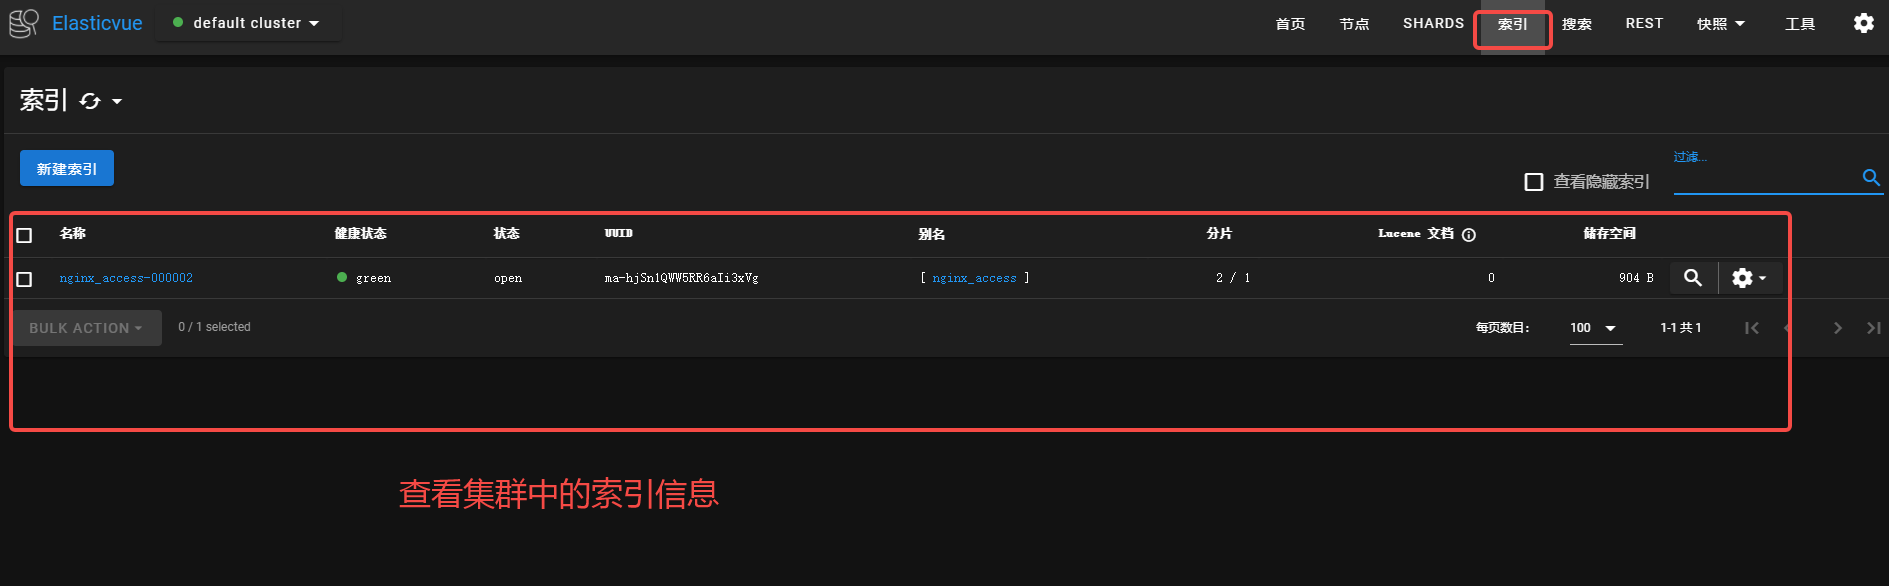 Elasticvue default cluster 首页 节点 SHARDS 索引 搜索 REST 快照 工具
索引
新建索引
查看隐藏索引 过滤...
名称 健康状态 状态 UUID 别名 分片 Lucene 文档 储存空间
nginx_access-000002 green open ma-hjSn1QWW5RR6aIi3xVg [ nginx_access ] 2 / 1 0 904 B
BULK ACTION 0 / 1 selected 每页数目: 100 1-1 共 1
查看集群中的索引信息